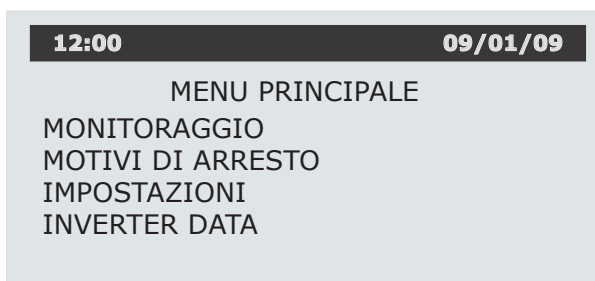 12:00 09/01/09
MENU PRINCIPALE
MONITORAGGIO
MOTIVI DI ARRESTO
IMPOSTAZIONI
INVERTER DATA